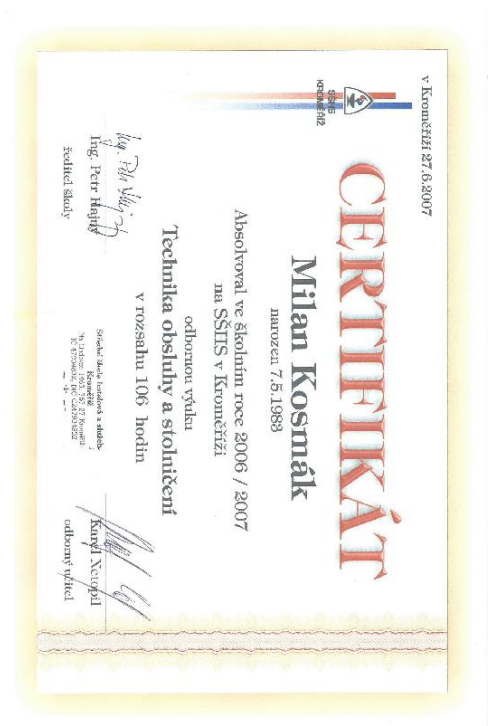 SŠHS
KROMĚŘÍŽ
v Kroměříži 27.6.2007
CERTIFIKÁT
Milan Kosmák
narozen 7.5.1983
Absolvoval ve školním roce 2006 / 2007
na SŠHS v Kroměříži
odbornou výuku
Technika obsluhy a stolničení
v rozsahu 106 hodin
Ing. Petr Hajný
ředitel školy
Střední škola hotelová a služeb
Kroměříž
Karel Netopil
odborný učitel